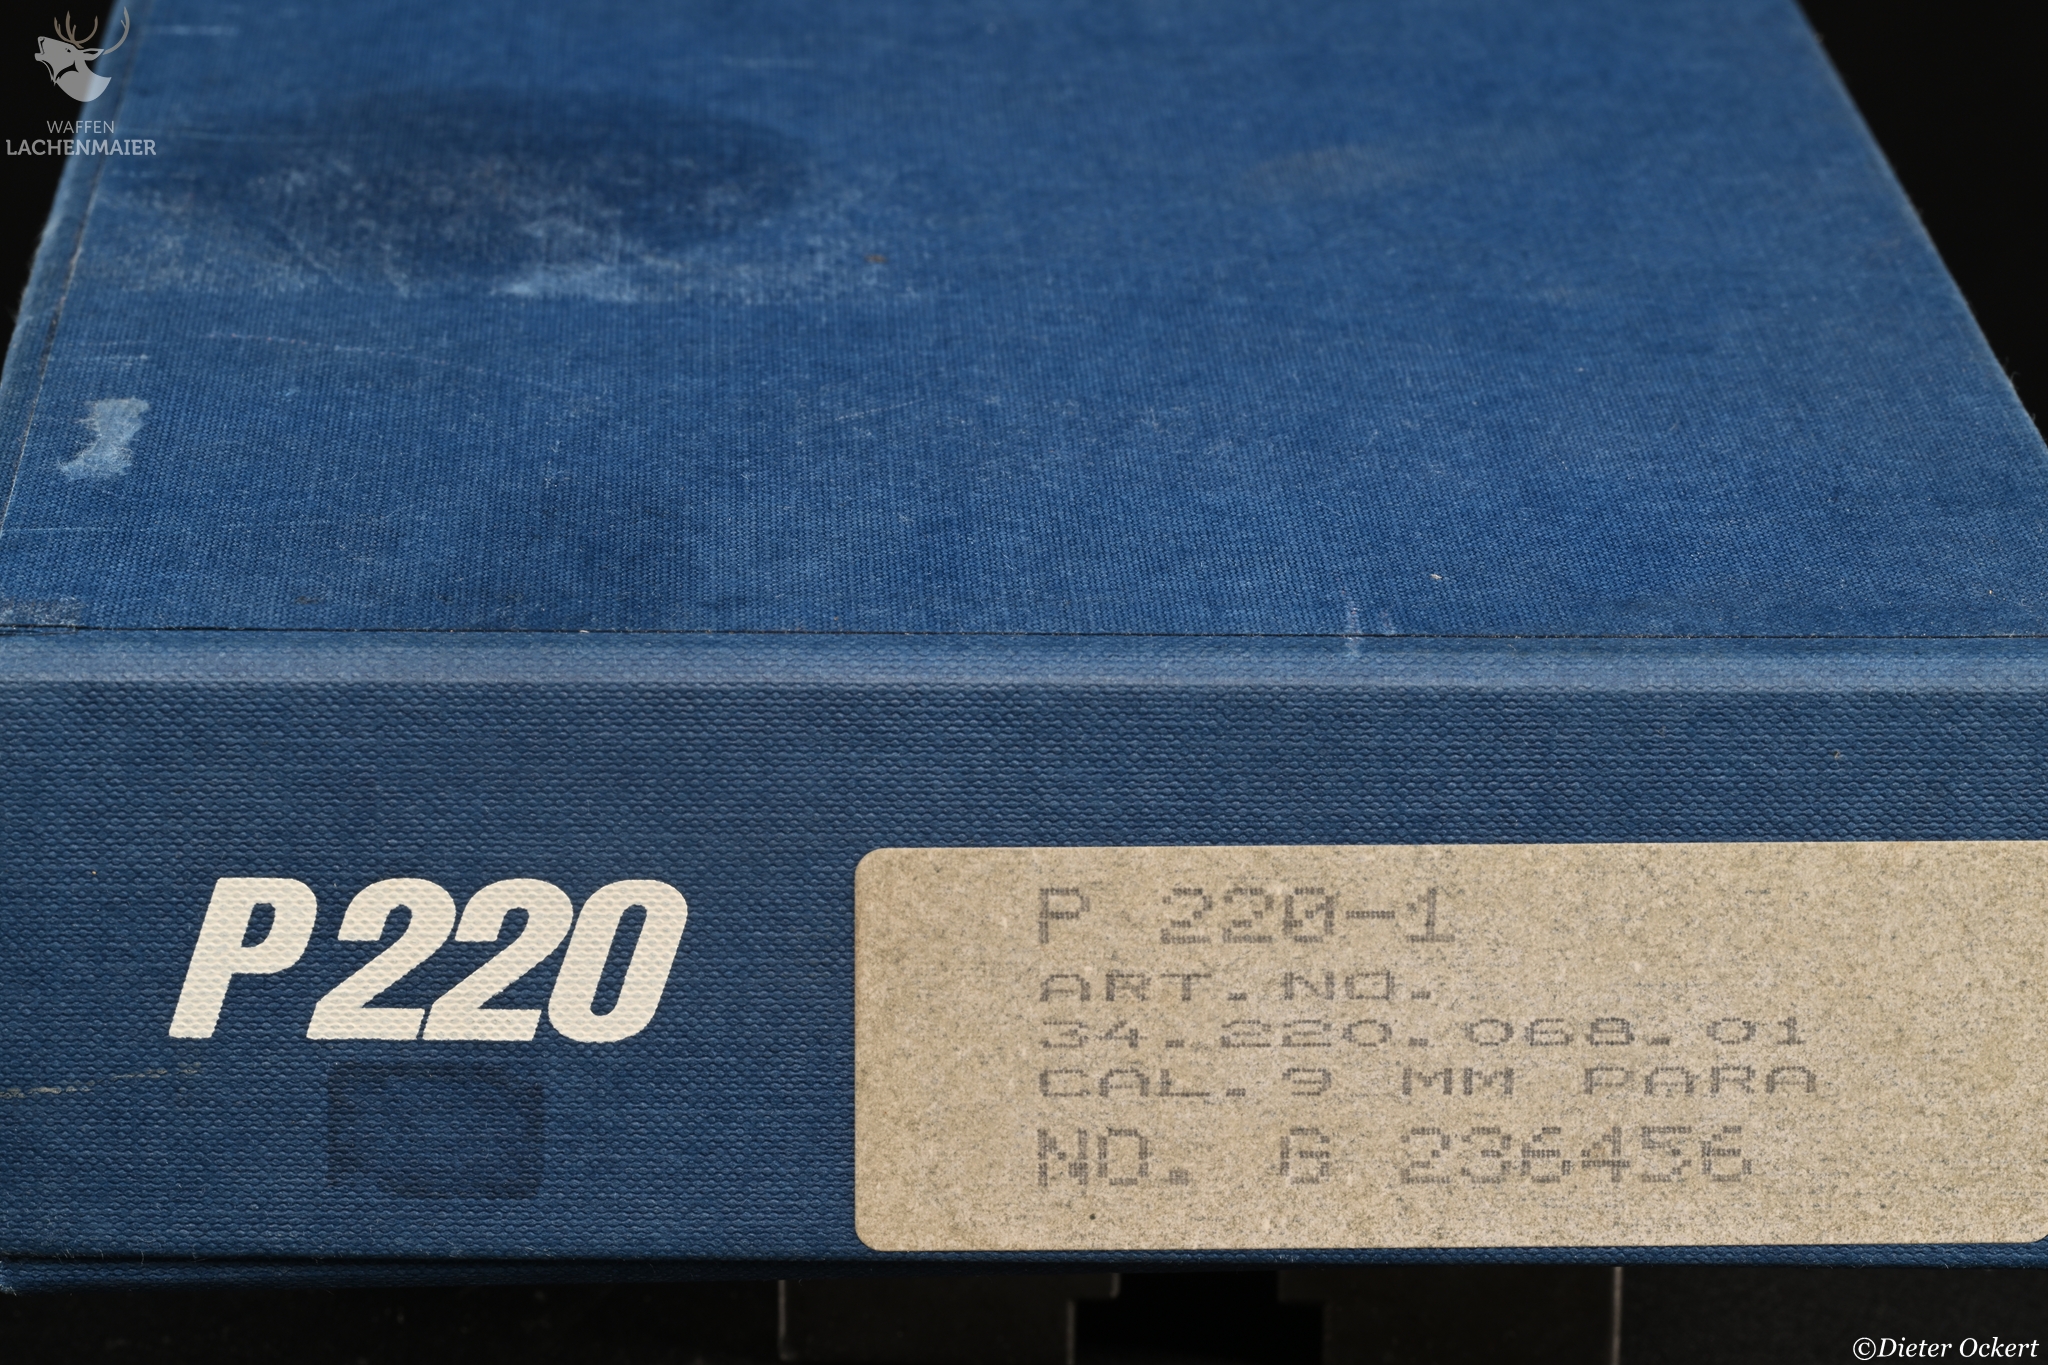 WAFFEN
LACHENMAIER
P220
P 220-1
ART.NO.
34.220.068.01
CAL.9 MM PARA
NO. G 236456
©Dieter Ockert